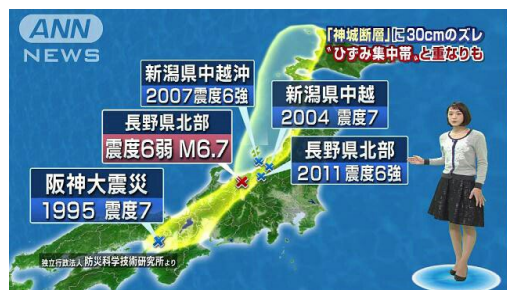 ANN
NEWS
「神城断層」に30cmのズレ
"ひずみ集中帯"と重なりも
新潟県中越沖
2007 震度6強
新潟県中越
2004 震度7
長野県北部
震度6弱 M6.7
長野県北部
2011 震度6強
阪神大震災
1995 震度7
独立行政法人 防災科学技術研究所より